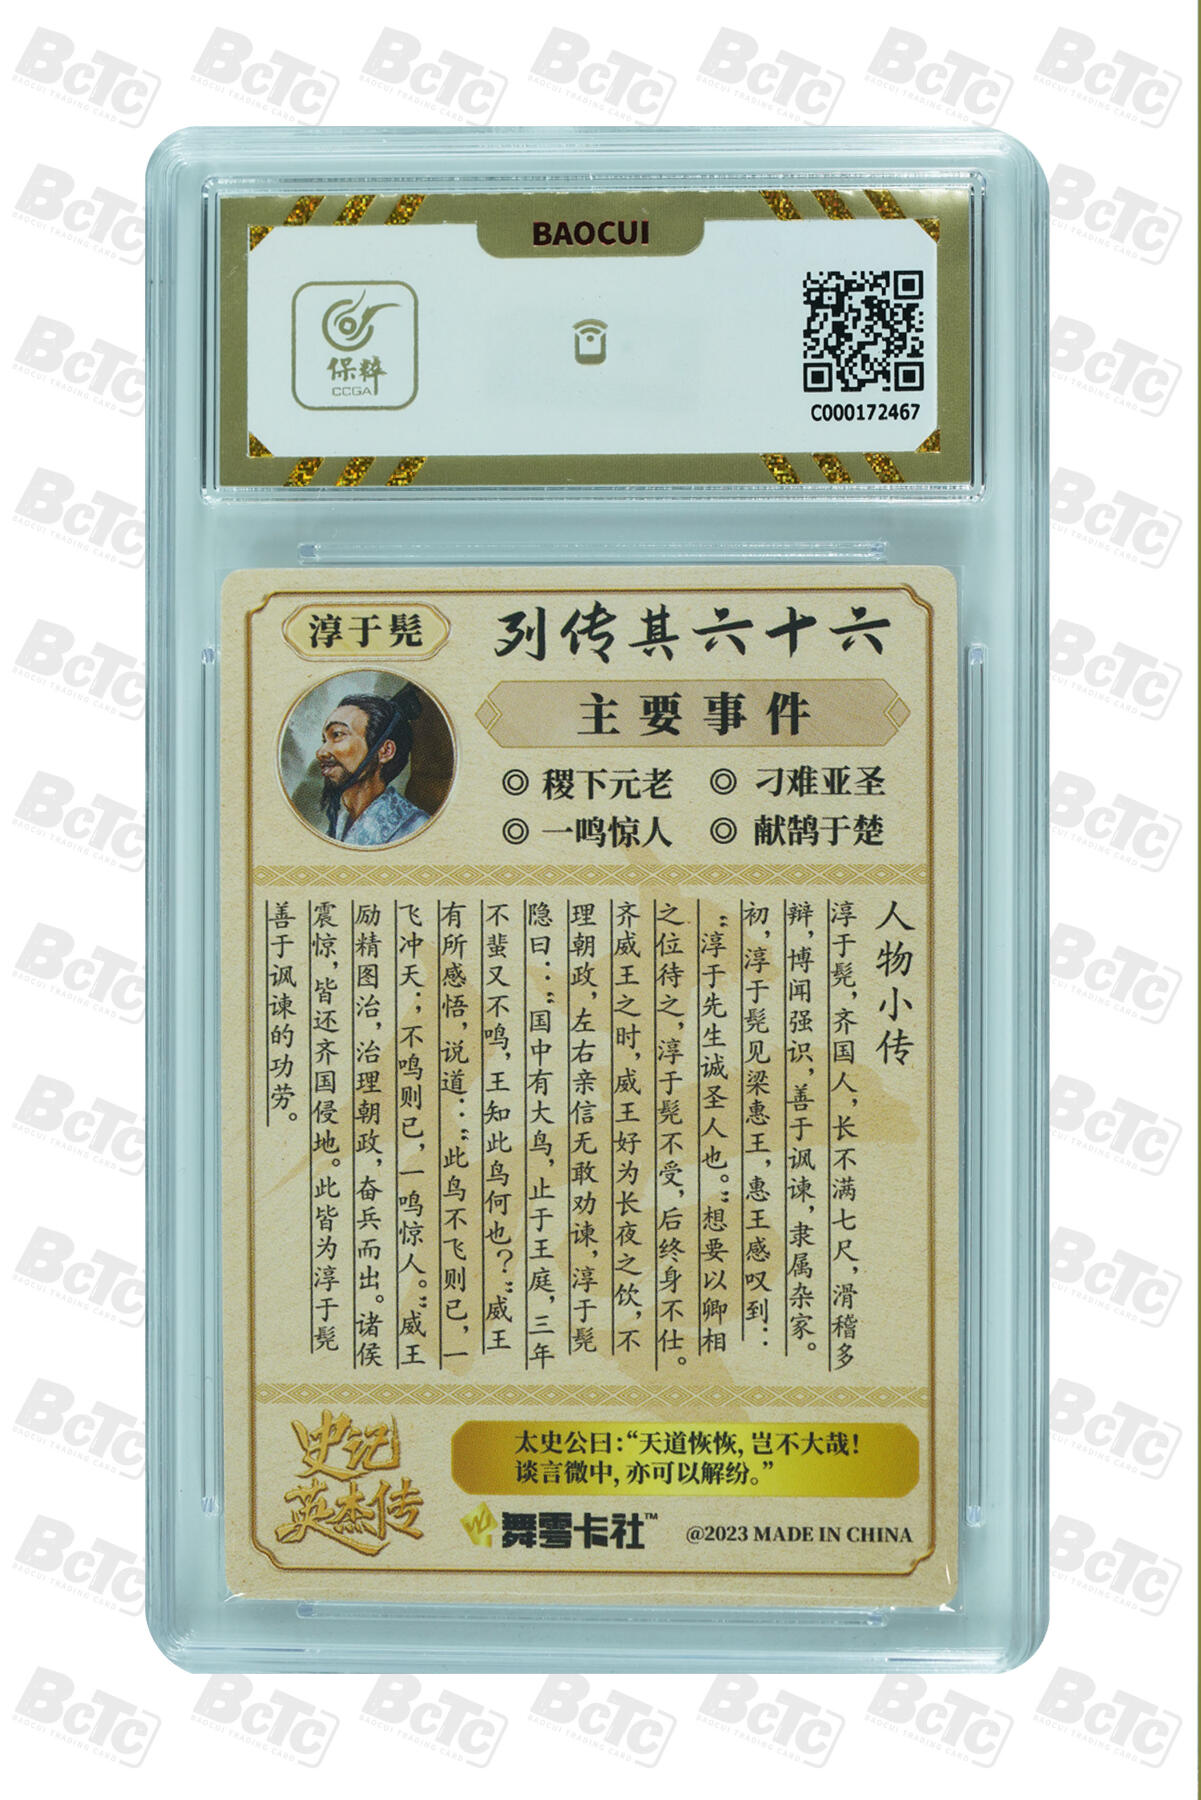 BAOCUI
保粹
CCGA
C000172467
淳于髡
列传其六十六
主要事件
◎ 稷下元老
◎ 刁难亚圣
◎ 一鸣惊人
◎ 献鹄于楚
人物小传
淳于髡，齐国人，长不满七尺，滑稽多
辩，博闻强识，善于讽谏，隶属杂家。
初，淳于髡见梁惠王，惠王感叹到：
“淳于先生诚圣人也。”想要以卿相
之位待之，淳于髡不受，后终身不仕。
齐威王之时，威王好为长夜之饮，不
理朝政，左右亲信无敢劝谏，淳于髡
隐曰：“国中有大鸟，止于王庭，三年
不蜚又不鸣，王知此鸟何也？”威王
有所感悟，说道：“此鸟不飞则已，一
飞冲天；不鸣则已，一鸣惊人。”威王
励精图治，治理朝政，奋兵而出。诸侯
震惊，皆还齐国侵地。此皆为淳于髡
善于讽谏的功劳。
史记
英杰传
太史公曰：“天道恢恢，岂不大哉！
谈言微中，亦可以解纷。”
舞雩卡社™
@2023 MADE IN CHINA
BCTC
BAOCUI TRADING CARD